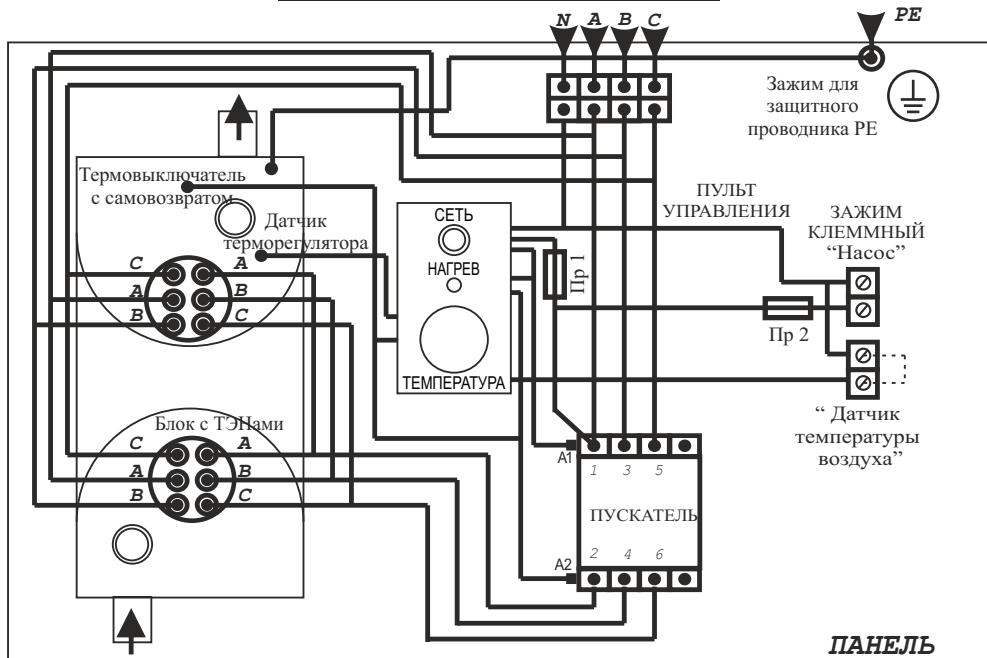 N A B C
PE
Зажим для
защитного
проводника PE
Термовыключатель
с самовозвратом
Датчик
терморегулятора
СЕТЬ
НАГРЕВ
ТЕМПЕРАТУРА
Пр 1
ПУЛЬТ
УПРАВЛЕНИЯ
ЗАЖИМ
КЛЕММНЫЙ
“Насос”
Пр 2
“ Датчик
температуры
воздуха”
C A
A B
B C
Блок с ТЭНами
C A
A B
B C
A1
1 3 5
ПУСКАТЕЛЬ
2 4 6
A2
ПАНЕЛЬ